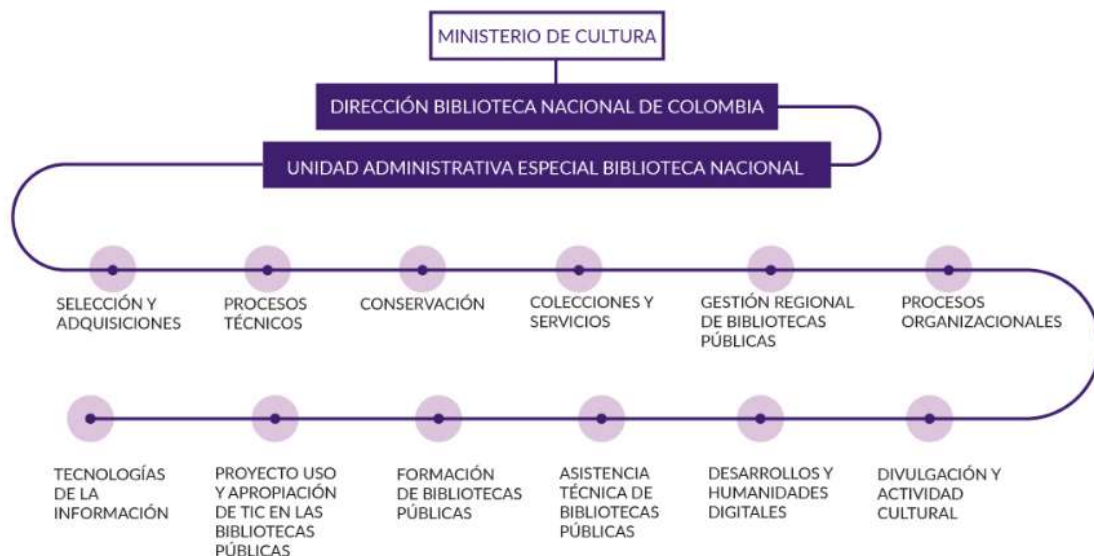 MINISTERIO DE CULTURA
DIRECCIÓN BIBLIOTECA NACIONAL DE COLOMBIA
UNIDAD ADMINISTRATIVA ESPECIAL BIBLIOTECA NACIONAL
SELECCIÓN Y
ADQUISICIONES
PROCESOS
TÉCNICOS
CONSERVACIÓN
COLECCIONES Y
SERVICIOS
GESTIÓN REGIONAL
DE BIBLIOTECAS
PÚBLICAS
PROCESOS
ORGANIZACIONALES
TECNOLOGÍAS
DE LA
INFORMACIÓN
PROYECTO USO
Y APROPIACIÓN
DE TIC EN LAS
BIBLIOTECAS
PÚBLICAS
FORMACIÓN
DE BIBLIOTECAS
PÚBLICAS
ASISTENCIA
TÉCNICA DE
BIBLIOTECAS
PÚBLICAS
DESARROLLOS Y
HUMANIDADES
DIGITALES
DIVULGACIÓN Y
ACTIVIDAD
CULTURAL